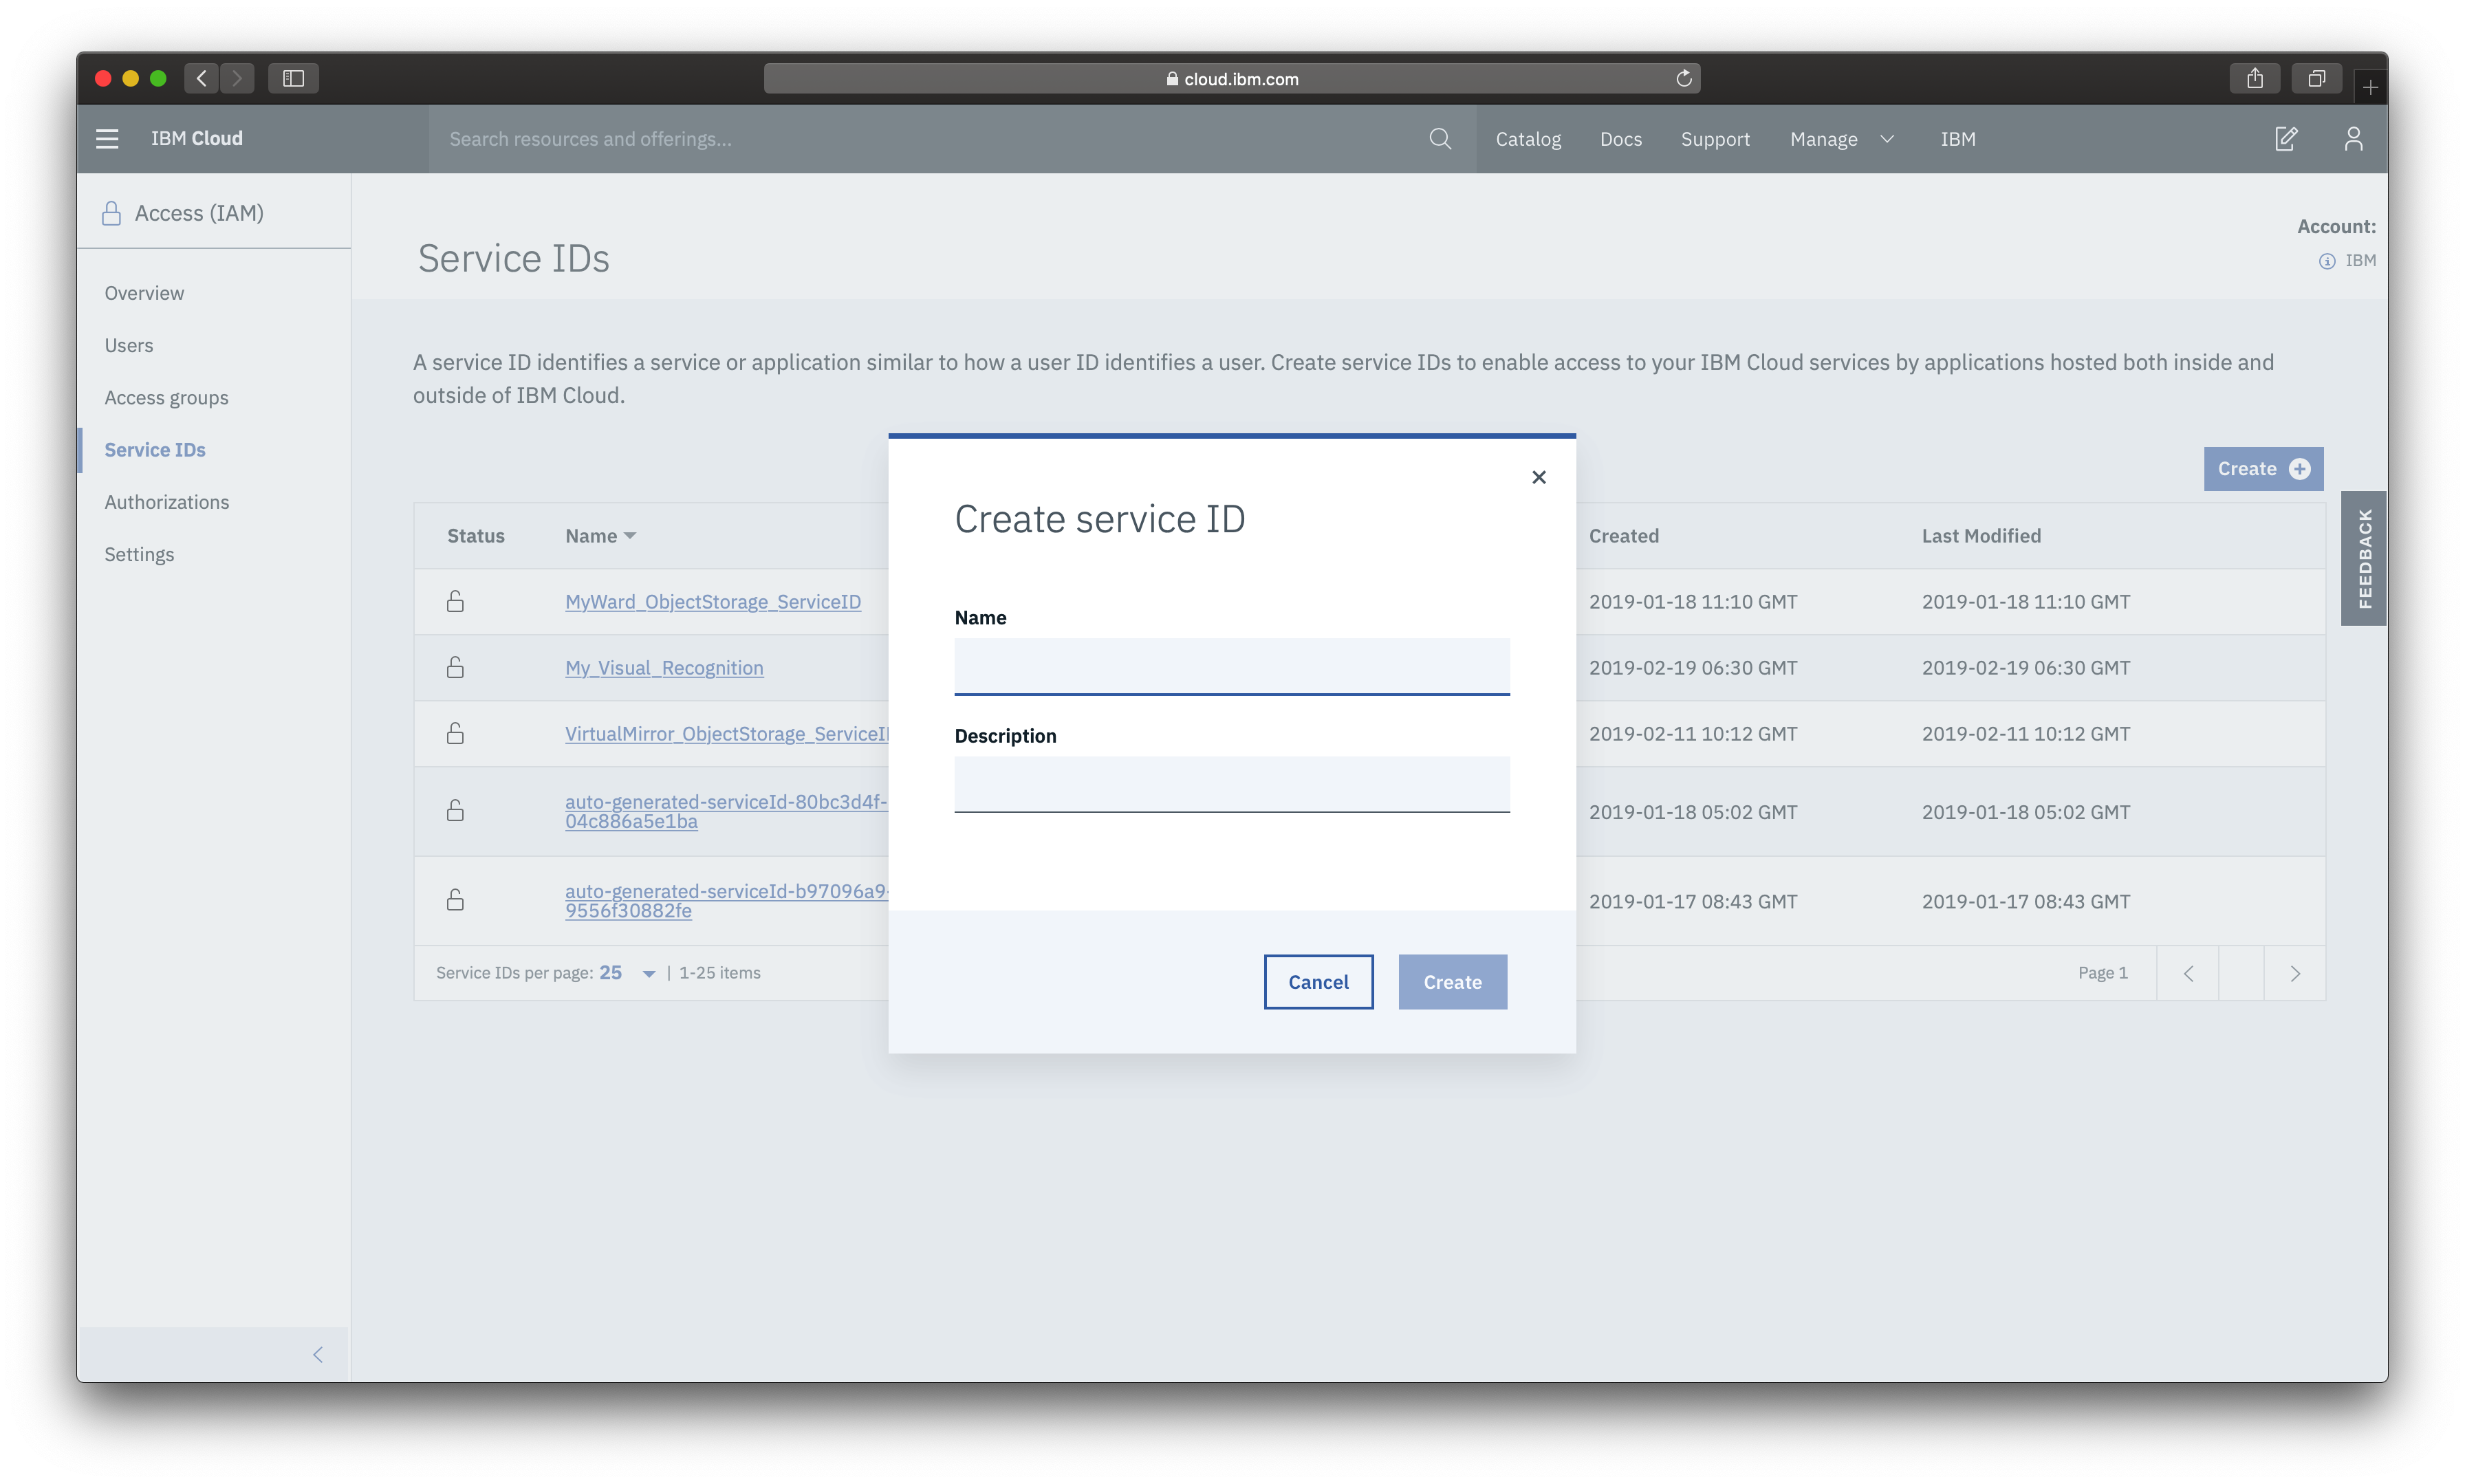 cloud.ibm.com
IBM Cloud
Search resources and offerings...
Catalog
Docs
Support
Manage
IBM
Access (IAM)
Overview
Users
Access groups
Service IDs
Authorizations
Settings
Service IDs
Account:
IBM
A service ID identifies a service or application similar to how a user ID identifies a user. Create service IDs to enable access to your IBM Cloud services by applications hosted both inside and
outside of IBM Cloud.
Create
FEEDBACK
Status Name Created Last Modified
MyWard_ObjectStorage_ServiceID 2019-01-18 11:10 GMT 2019-01-18 11:10 GMT
My_Visual_Recognition 2019-02-19 06:30 GMT 2019-02-19 06:30 GMT
VirtualMirror_ObjectStorage_ServiceI 2019-02-11 10:12 GMT 2019-02-11 10:12 GMT
auto-generated-serviceId-80bc3d4f-
04c886a5e1ba 2019-01-18 05:02 GMT 2019-01-18 05:02 GMT
auto-generated-serviceId-b97096a9-
9556f30882fe 2019-01-17 08:43 GMT 2019-01-17 08:43 GMT
Service IDs per page: 25 | 1-25 items
Page 1
Create service ID
Name
Description
Cancel
Create